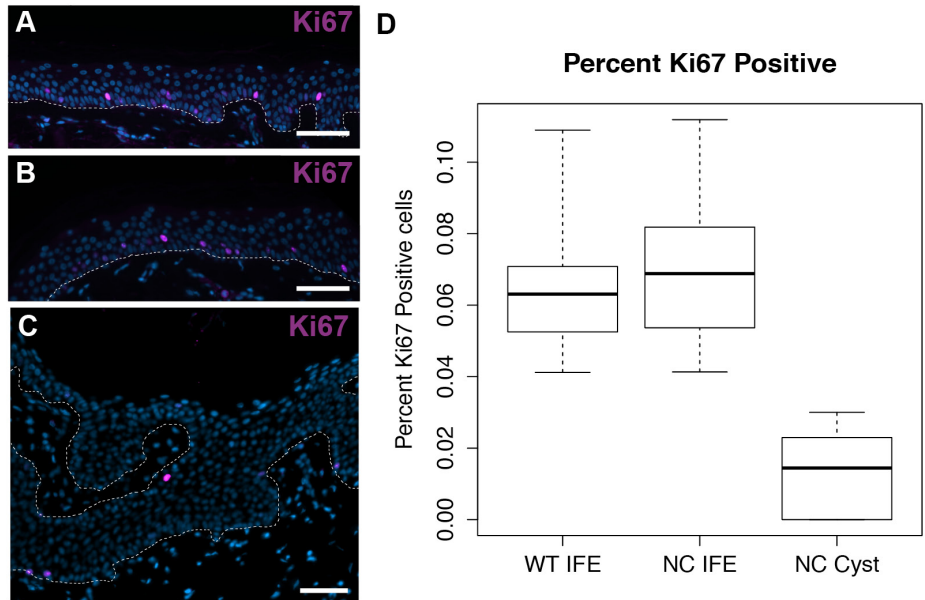 A Ki67
B Ki67
C Ki67
D
Percent Ki67 Positive
Percent Ki67 Positive cells
0.10
0.08
0.06
0.04
0.02
0.00
WT IFE NC IFE NC Cyst